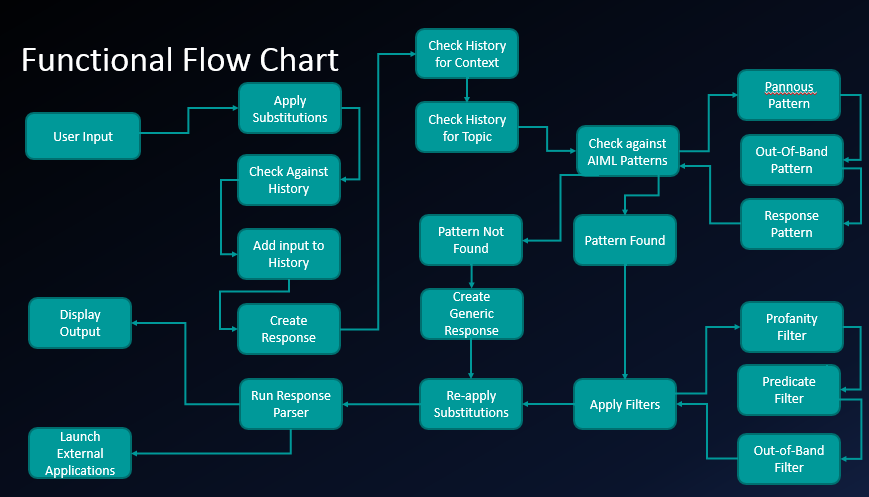 Functional Flow Chart
User Input
Apply
Substitutions
Check Against
History
Add input to
History
Create
Response
Check History
for Context
Check History
for Topic
Check against
AIML Patterns
Pannous
Pattern
Out-Of-Band
Pattern
Response
Pattern
Pattern Not
Found
Pattern Found
Create
Generic
Response
Profanity
Filter
Predicate
Filter
Out-of-Band
Filter
Apply Filters
Re-apply
Substitutions
Run Response
Parser
Display
Output
Launch
External
Applications